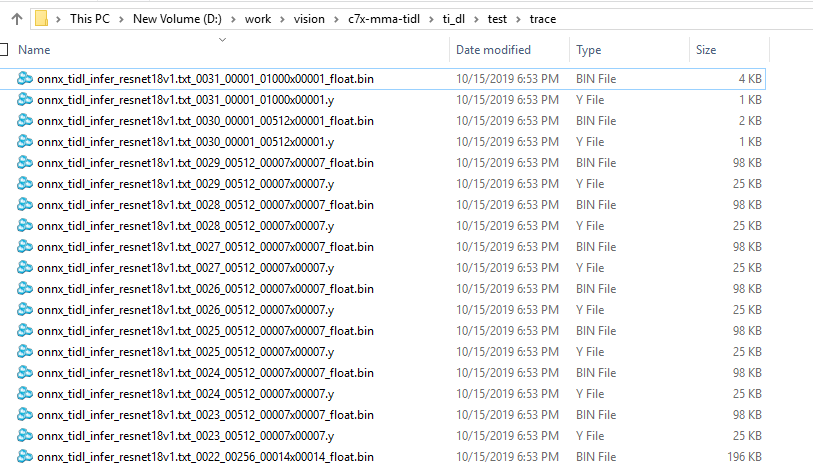 This PC > New Volume (D:) > work > vision > c7x-mma-tidl > ti_dl > test > trace
Name Date modified Type Size
onnx_tidl_infer_resnet18v1.txt_0031_00001_01000x00001_float.bin 10/15/2019 6:53 PM BIN File 4 KB
onnx_tidl_infer_resnet18v1.txt_0031_00001_01000x00001.y 10/15/2019 6:53 PM Y File 1 KB
onnx_tidl_infer_resnet18v1.txt_0030_00001_00512x00001_float.bin 10/15/2019 6:53 PM BIN File 2 KB
onnx_tidl_infer_resnet18v1.txt_0030_00001_00512x00001.y 10/15/2019 6:53 PM Y File 1 KB
onnx_tidl_infer_resnet18v1.txt_0029_00512_00007x00007_float.bin 10/15/2019 6:53 PM BIN File 98 KB
onnx_tidl_infer_resnet18v1.txt_0029_00512_00007x00007.y 10/15/2019 6:53 PM Y File 25 KB
onnx_tidl_infer_resnet18v1.txt_0028_00512_00007x00007_float.bin 10/15/2019 6:53 PM BIN File 98 KB
onnx_tidl_infer_resnet18v1.txt_0028_00512_00007x00007.y 10/15/2019 6:53 PM Y File 25 KB
onnx_tidl_infer_resnet18v1.txt_0027_00512_00007x00007_float.bin 10/15/2019 6:53 PM BIN File 98 KB
onnx_tidl_infer_resnet18v1.txt_0027_00512_00007x00007.y 10/15/2019 6:53 PM Y File 25 KB
onnx_tidl_infer_resnet18v1.txt_0026_00512_00007x00007_float.bin 10/15/2019 6:53 PM BIN File 98 KB
onnx_tidl_infer_resnet18v1.txt_0026_00512_00007x00007.y 10/15/2019 6:53 PM Y File 25 KB
onnx_tidl_infer_resnet18v1.txt_0025_00512_00007x00007_float.bin 10/15/2019 6:53 PM BIN File 98 KB
onnx_tidl_infer_resnet18v1.txt_0025_00512_00007x00007.y 10/15/2019 6:53 PM Y File 25 KB
onnx_tidl_infer_resnet18v1.txt_0024_00512_00007x00007_float.bin 10/15/2019 6:53 PM BIN File 98 KB
onnx_tidl_infer_resnet18v1.txt_0024_00512_00007x00007.y 10/15/2019 6:53 PM Y File 25 KB
onnx_tidl_infer_resnet18v1.txt_0023_00512_00007x00007_float.bin 10/15/2019 6:53 PM BIN File 98 KB
onnx_tidl_infer_resnet18v1.txt_0023_00512_00007x00007.y 10/15/2019 6:53 PM Y File 25 KB
onnx_tidl_infer_resnet18v1.txt_0022_00256_00014x00014_float.bin 10/15/2019 6:53 PM BIN File 196 KB